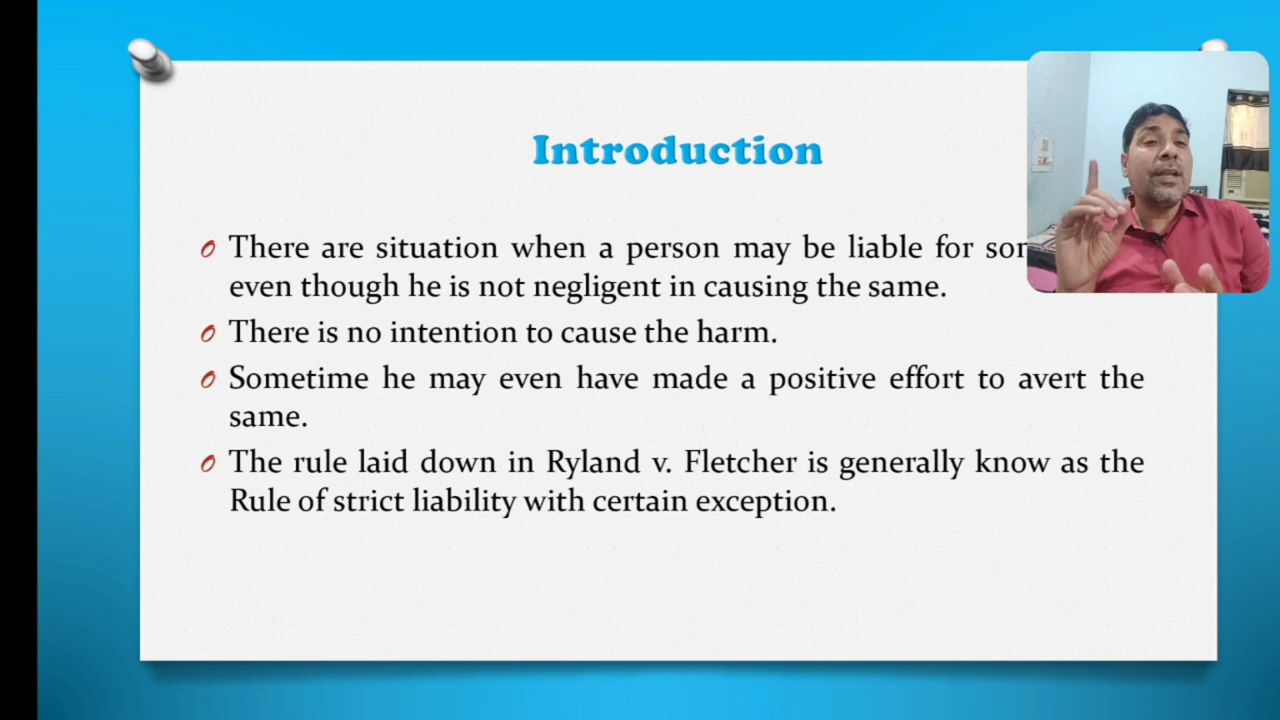 Introduction
There are situation when a person may be liable for
even though he is not negligent in causing the same.
There is no intention to cause the harm.
Sometime he may even have made a positive effort to avert the
same.
The rule laid down in Ryland v. Fletcher is generally know as the
Rule of strict liability with certain exception.